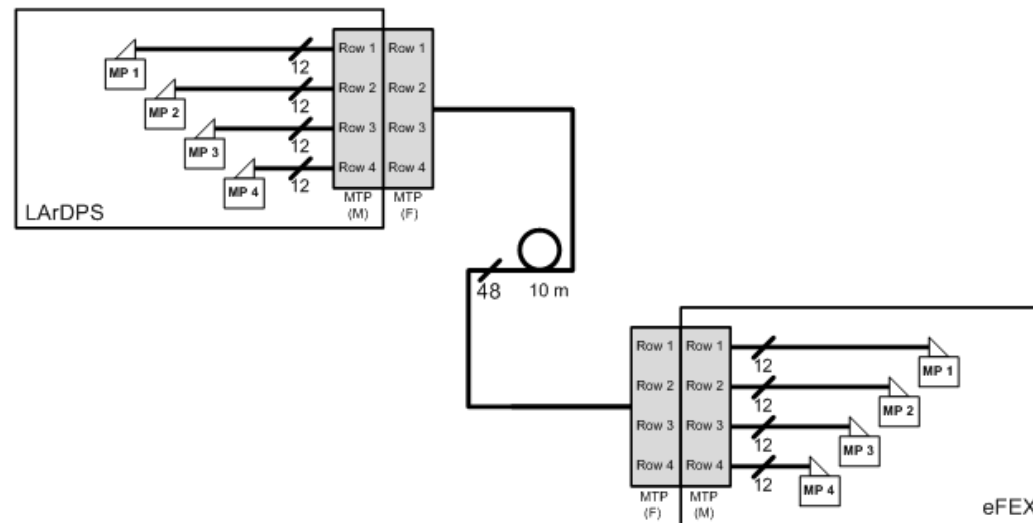 Row 1 Row 1
MP 1
12
Row 2 Row 2
MP 2
12
Row 3 Row 3
MP 3
12
Row 4 Row 4
MP 4
12
MTP (M)
MTP (F)
LArDPS
48
10 m
Row 1 Row 1
12
MP 1
Row 2 Row 2
12
MP 2
Row 3 Row 3
12
MP 3
Row 4 Row 4
12
MP 4
MTP (F)
MTP (M)
eFEX